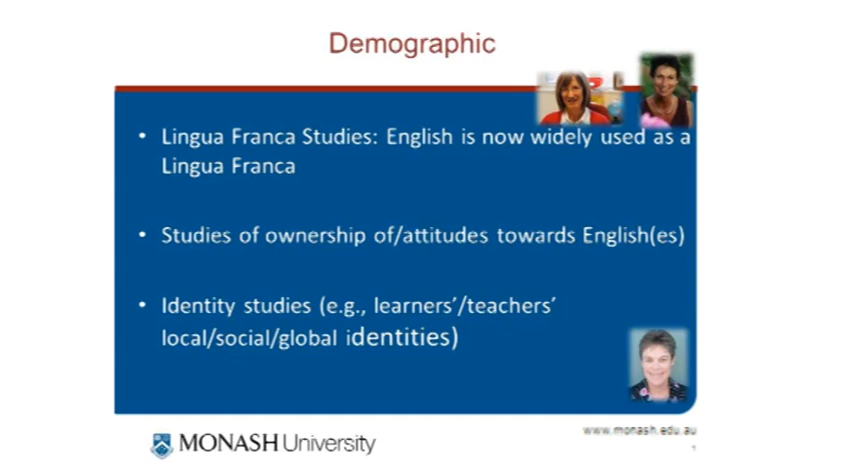 Demographic
• Lingua Franca Studies: English is now widely used as a
Lingua Franca
• Studies of ownership of/attitudes towards English(es)
• Identity studies (e.g., learners’/teachers’
local/social/global identities)
MONASH University
www.monash.edu.au
1